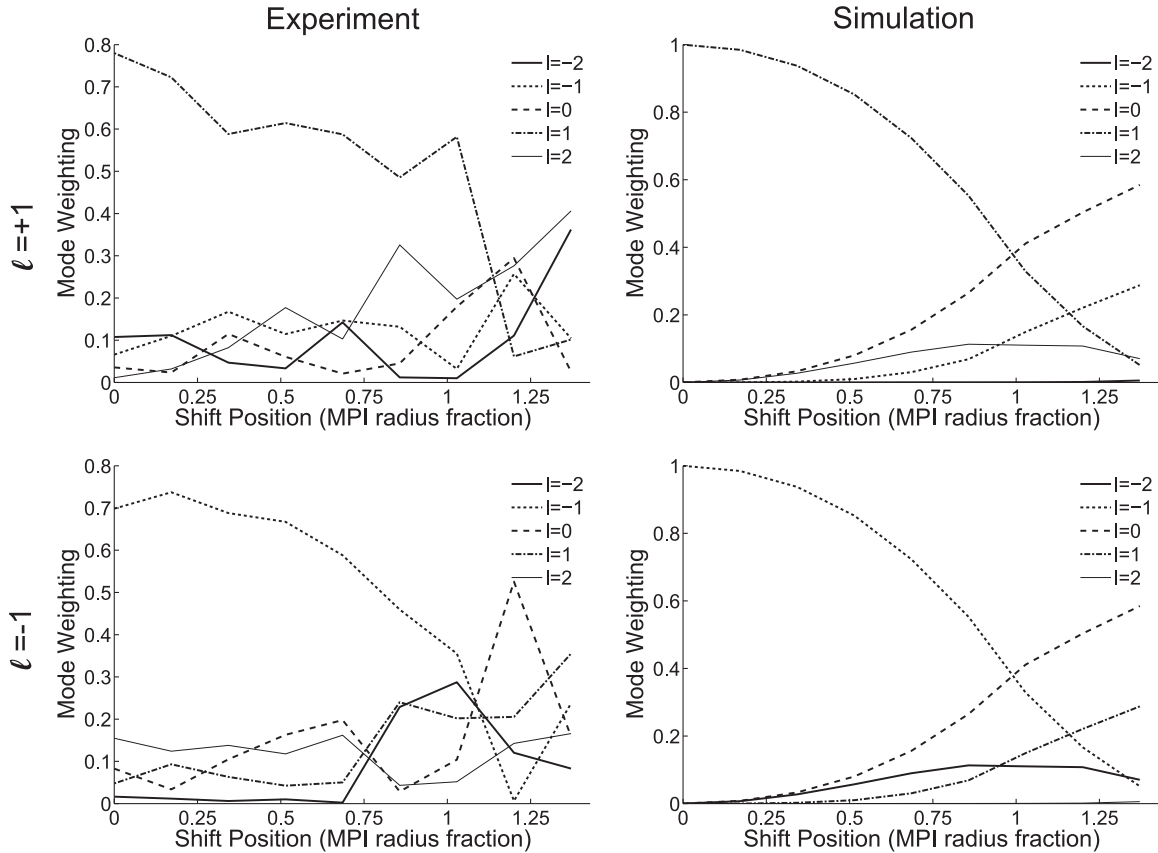 Experiment
Simulation
ℓ =+1
Mode Weighting
0.8
0.7
0.6
0.5
0.4
0.3
0.2
0.1
0
0 0.25 0.5 0.75 1 1.25
Shift Position (MPI radius fraction)
l=−2
l=−1
l=0
l=1
l=2
Mode Weighting
1
0.8
0.6
0.4
0.2
0
0 0.25 0.5 0.75 1 1.25
Shift Position (MPI radius fraction)
l=−2
l=−1
l=0
l=1
l=2
ℓ =-1
Mode Weighting
0.8
0.7
0.6
0.5
0.4
0.3
0.2
0.1
0
0 0.25 0.5 0.75 1 1.25
Shift Position (MPI radius fraction)
l=−2
l=−1
l=0
l=1
l=2
Mode Weighting
1
0.8
0.6
0.4
0.2
0
0 0.25 0.5 0.75 1 1.25
Shift Position (MPI radius fraction)
l=−2
l=−1
l=0
l=1
l=2